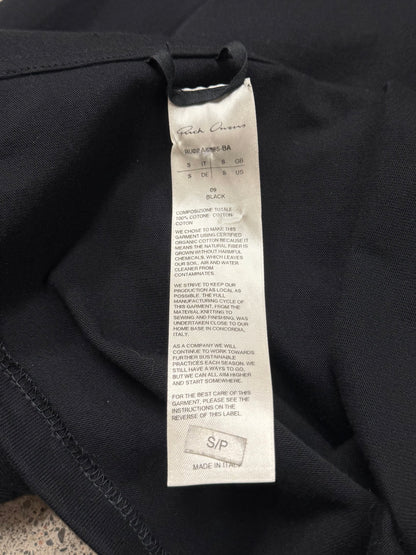 Rick Owens
S IT S GB
S DE S US
09
BLACK
COMPOSIZIONE TOTALE
100% COTONE COTTON-
COTTON
WE CHOSE TO MAKE THIS
GARMENT USING CERTIFIED
ORGANIC COTTON BECAUSE IT
MEANS THE NATURAL FIBER IS
GROWN WITHOUT HARMFUL
CHEMICALS, WHICH LEAVES
OUR SOIL, AIR AND WATER
CLEANER FROM
CONTAMINATES.
WE STRIVE TO KEEP OUR
PRODUCTION AS LOCAL AS
POSSIBLE. THE FULL
MANUFACTURING CYCLE OF
THIS GARMENT, FROM THE
MATERIAL KNITTING TO
SEWING AND FINISHING, WAS
UNDERTAKEN CLOSE TO OUR
HOME BASE IN CONCORDIA,
ITALY.
AS A COMPANY WE WILL
CONTINUE TO WORK TOWARDS
FURTHER SUSTAINABLE
PRACTICES EACH SEASON. WE
STILL HAVE A WAYS TO GO,
BUT WE CAN ALL AIM HIGHER
AND START SOMEWHERE.
FOR THE BEST CARE OF THIS
GARMENT, PLEASE SEE THE
INSTRUCTIONS ON THE
REVERSE OF THIS LABEL.
S/P
MADE IN ITALY